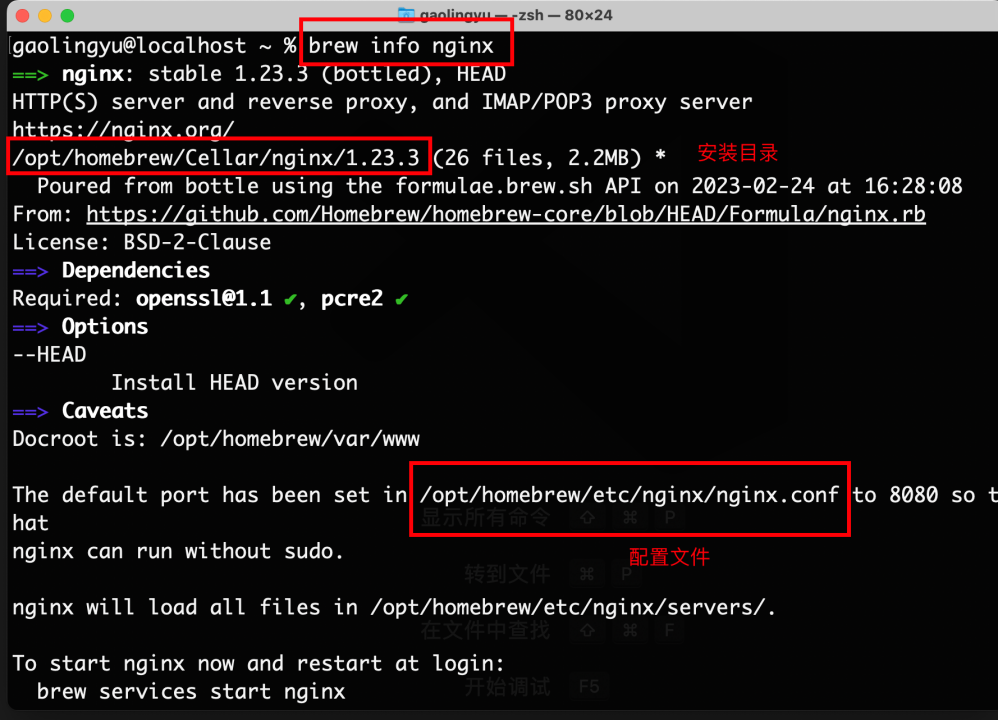 gaolingyu — -zsh — 80×24
gaolingyu@localhost ~ % brew info nginx
==> nginx: stable 1.23.3 (bottled), HEAD
HTTP(S) server and reverse proxy, and IMAP/POP3 proxy server
https://nginx.org/
/opt/homebrew/Cellar/nginx/1.23.3 (26 files, 2.2MB) * 安装目录
  Poured from bottle using the formulae.brew.sh API on 2023-02-24 at 16:28:08
From: https://github.com/Homebrew/homebrew-core/blob/HEAD/Formula/nginx.rb
License: BSD-2-Clause
==> Dependencies
Required: openssl@1.1 ✔, pcre2 ✔
==> Options
--HEAD
        Install HEAD version
==> Caveats
Docroot is: /opt/homebrew/var/www
The default port has been set in /opt/homebrew/etc/nginx/nginx.conf to 8080 so t
hat
显示所有命令 ⇧ ⌘ P
nginx can run without sudo.
配置文件
转到文件 ⌘ P
nginx will load all files in /opt/homebrew/etc/nginx/servers/.
在文件中查找 ⇧ ⌘ F
To start nginx now and restart at login:
  brew services start nginx
开始调试 F5